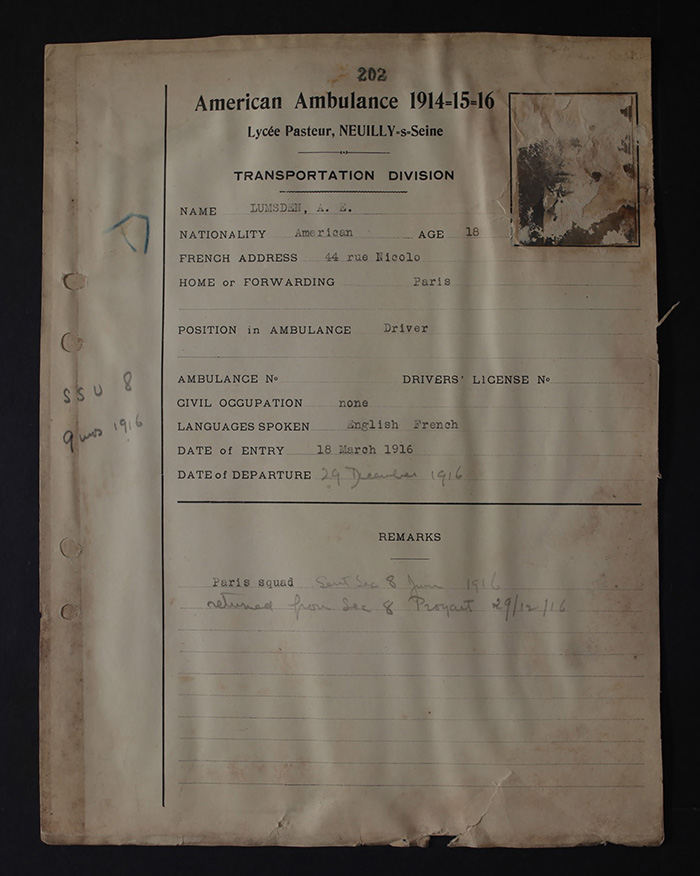 202
American Ambulance 1914=15=16
Lycée Pasteur, NEUILLY-s-Seine
TRANSPORTATION DIVISION
NAME LUMSDEN, A. E.
NATIONALITY American AGE 18
FRENCH ADDRESS 44 rue Nicolo
HOME or FORWARDING Paris
POSITION in AMBULANCE Driver
AMBULANCE Nº DRIVERS' LICENSE Nº
CIVIL OCCUPATION none
LANGUAGES SPOKEN English French
DATE of ENTRY 18 March 1916
DATE of DEPARTURE 29 December 1916
SSU 8
9 mos 1916
REMARKS
Paris squad Sent Sec 8 June 1916
returned from Sec 8 Proyart 29/12/16